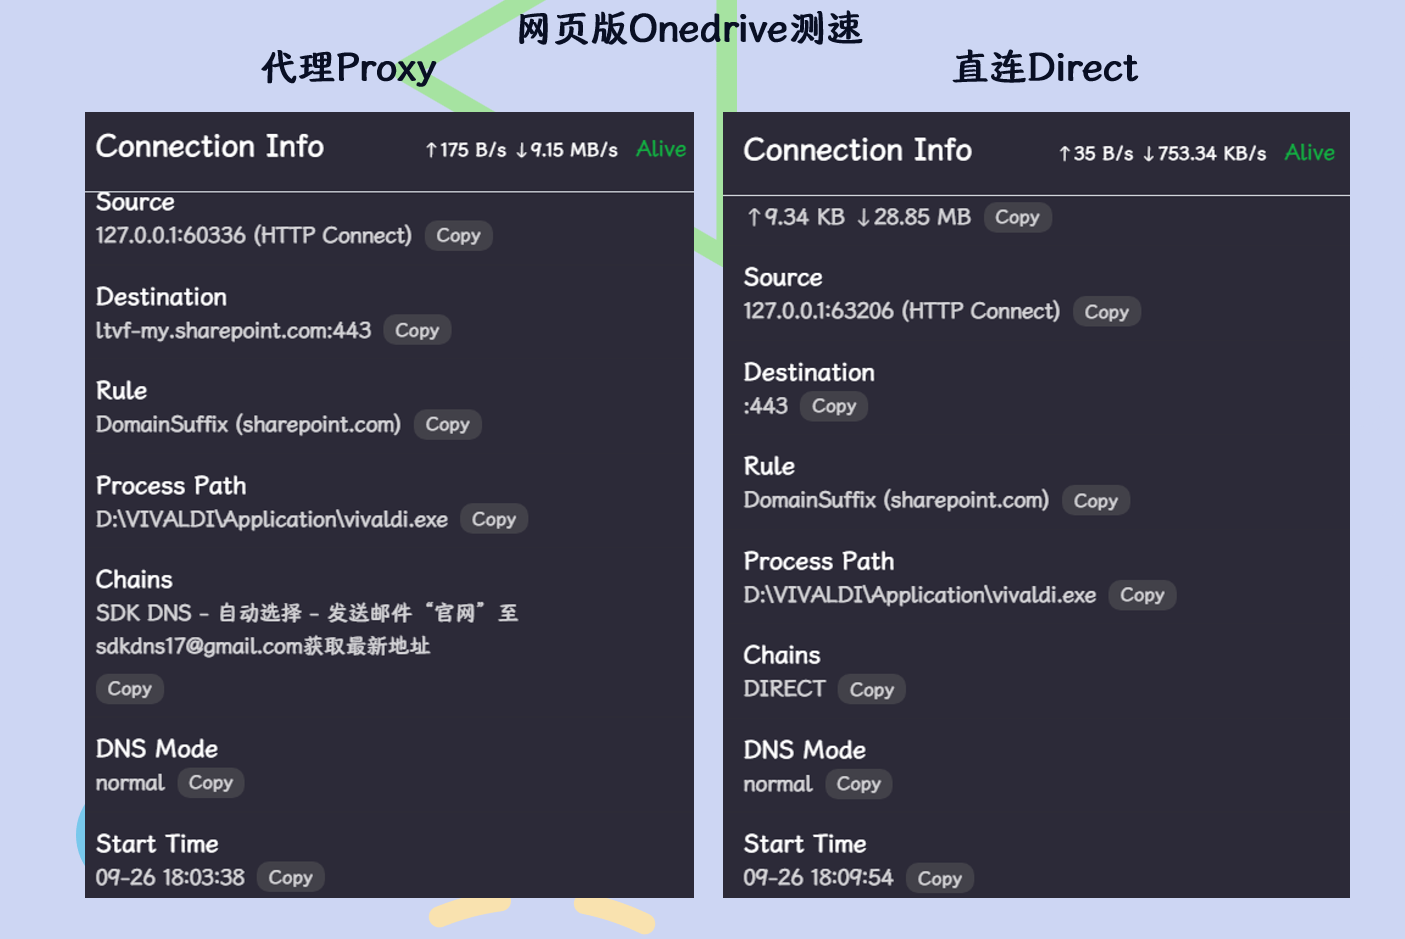 网页版Onedrive测速
代理Proxy
直连Direct
Connection Info ↑175 B/s ↓9.15 MB/s Alive
Source
127.0.0.1:60336 (HTTP Connect) Copy
Destination
ltvf-my.sharepoint.com:443 Copy
Rule
DomainSuffix (sharepoint.com) Copy
Process Path
D:\VIVALDI\Application\vivaldi.exe Copy
Chains
SDK DNS - 自动选择 - 发送邮件“官网”至
sdkdns17@gmail.com获取最新地址
Copy
DNS Mode
normal Copy
Start Time
09-26 18:03:38 Copy
Connection Info ↑35 B/s ↓753.34 KB/s Alive
↑9.34 KB ↓28.85 MB Copy
Source
127.0.0.1:63206 (HTTP Connect) Copy
Destination
:443 Copy
Rule
DomainSuffix (sharepoint.com) Copy
Process Path
D:\VIVALDI\Application\vivaldi.exe Copy
Chains
DIRECT Copy
DNS Mode
normal Copy
Start Time
09-26 18:09:54 Copy